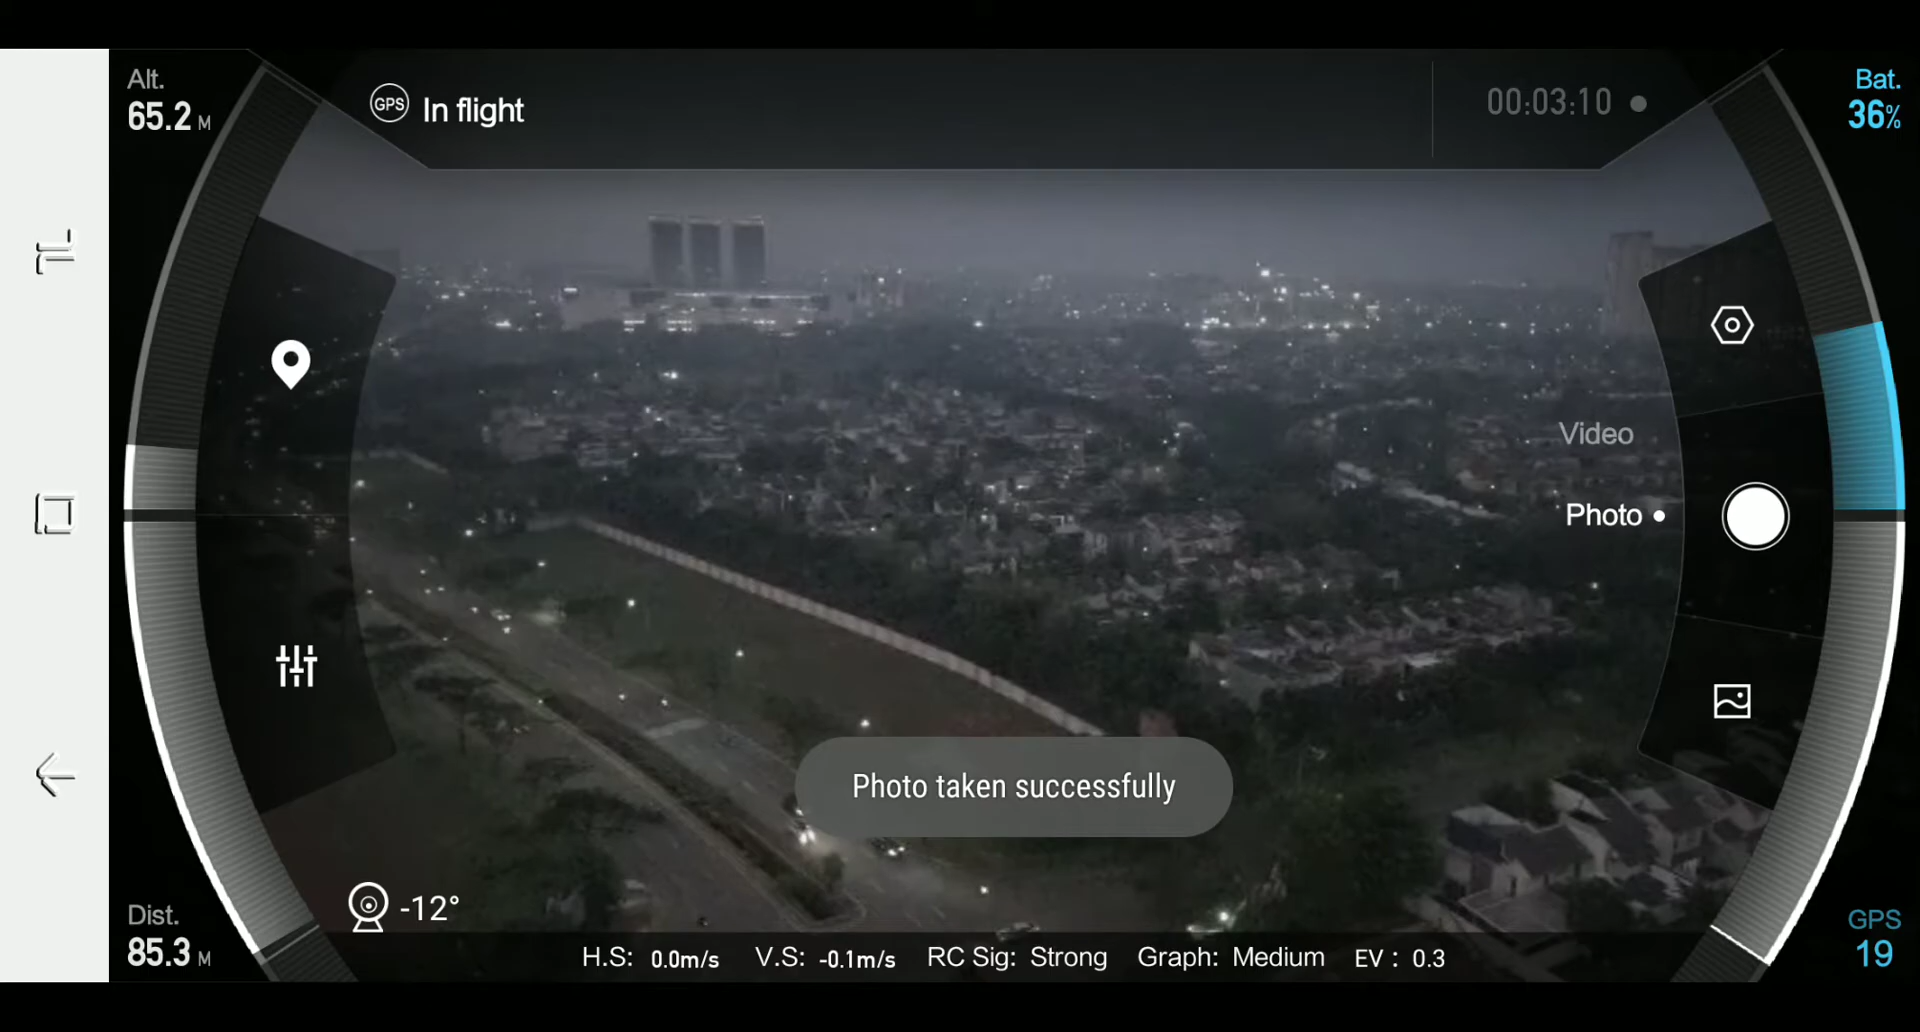 Alt.
65.2 M
GPS In flight
00:03:10
Bat.
36%
Video
Photo
Photo taken successfully
-12°
Dist.
85.3 M
H.S: 0.0m/s V.S: -0.1m/s RC Sig: Strong Graph: Medium EV : 0.3
GPS
19